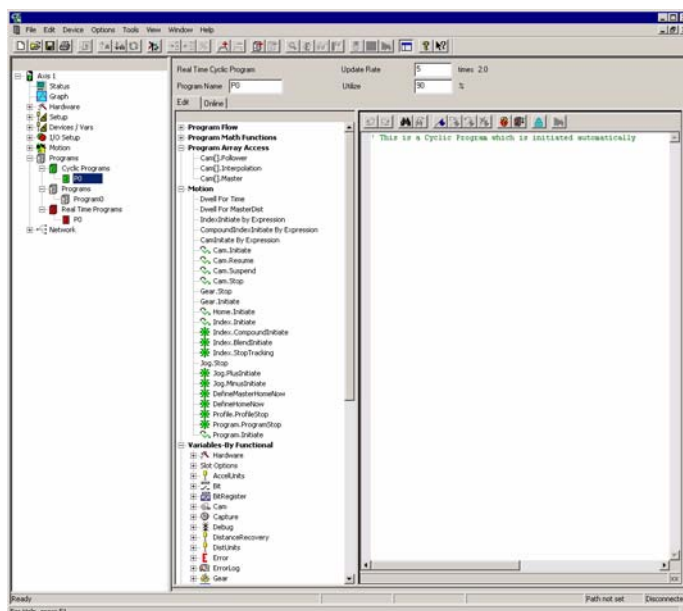 File Edit Device Options Tools View Window Help
Axis 1
Status
Graph
Hardware
Setup
Devices / Vars
I/O Setup
Motion
Programs
Cyclic Programs
P0
Programs
Program0
Real Time Programs
P0
Network
Real Time Cyclic Program
Update Rate 5 times 2.0
Program Name P0
Utilize 90 %
Edit Online
Program Flow
Program Math Functions
Program Array Access
Cam[].Follower
Cam[].Interpolation
Cam[].Master
Motion
Dwell For Time
Dwell For MasterDist
IndexInitiate by Expression
CompoundIndexInitiate By Expression
CamInitiate By Expression
Cam.Initiate
Cam.Resume
Cam.Suspend
Cam.Stop
Gear.Stop
Gear.Initiate
Home.Initiate
Index.Initiate
Index.CompoundInitiate
Index.BlendInitiate
Index.StopTracking
Jog.Stop
Jog.PlusInitiate
Jog.MinusInitiate
DefineMasterHomeNow
DefineHomeNow
Profile.ProfileStop
Program.ProgramStop
Program.Initiate
Variables-By Functional
Hardware
Slot Options
AccelUnits
Bit
BitRegister
Cam
Capture
Debug
DistanceRecovery
DistUnits
Error
ErrorLog
Gear
' This is a Cyclic Program which is initiated automatically
Ready
Path not set
Disconnecte